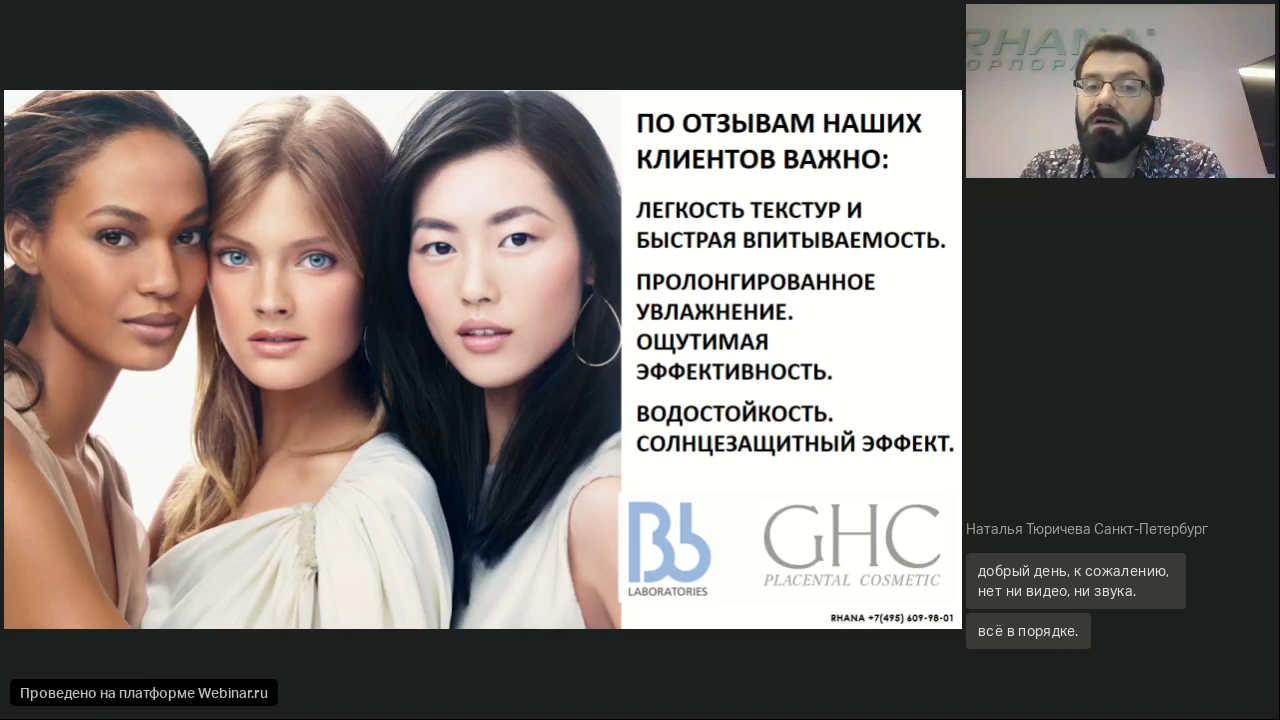 ПО ОТЗЫВАМ НАШИХ
КЛИЕНТОВ ВАЖНО:
ЛЕГКОСТЬ ТЕКСТУР И
БЫСТРАЯ ВПИТЫВАЕМОСТЬ.
ПРОЛОНГИРОВАННОЕ
УВЛАЖНЕНИЕ.
ОЩУТИМАЯ
ЭФФЕКТИВНОСТЬ.
ВОДОСТОЙКОСТЬ.
СОЛНЦЕЗАЩИТНЫЙ ЭФФЕКТ.
Bb
LABORATORIES
GHC
PLACENTAL COSMETIC
RHANA +7(495) 609-98-01
RHANA®
Наталья Тюричева Санкт-Петербург
добрый день, к сожалению,
нет ни видео, ни звука.
всё в порядке.
Проведено на платформе Webinar.ru